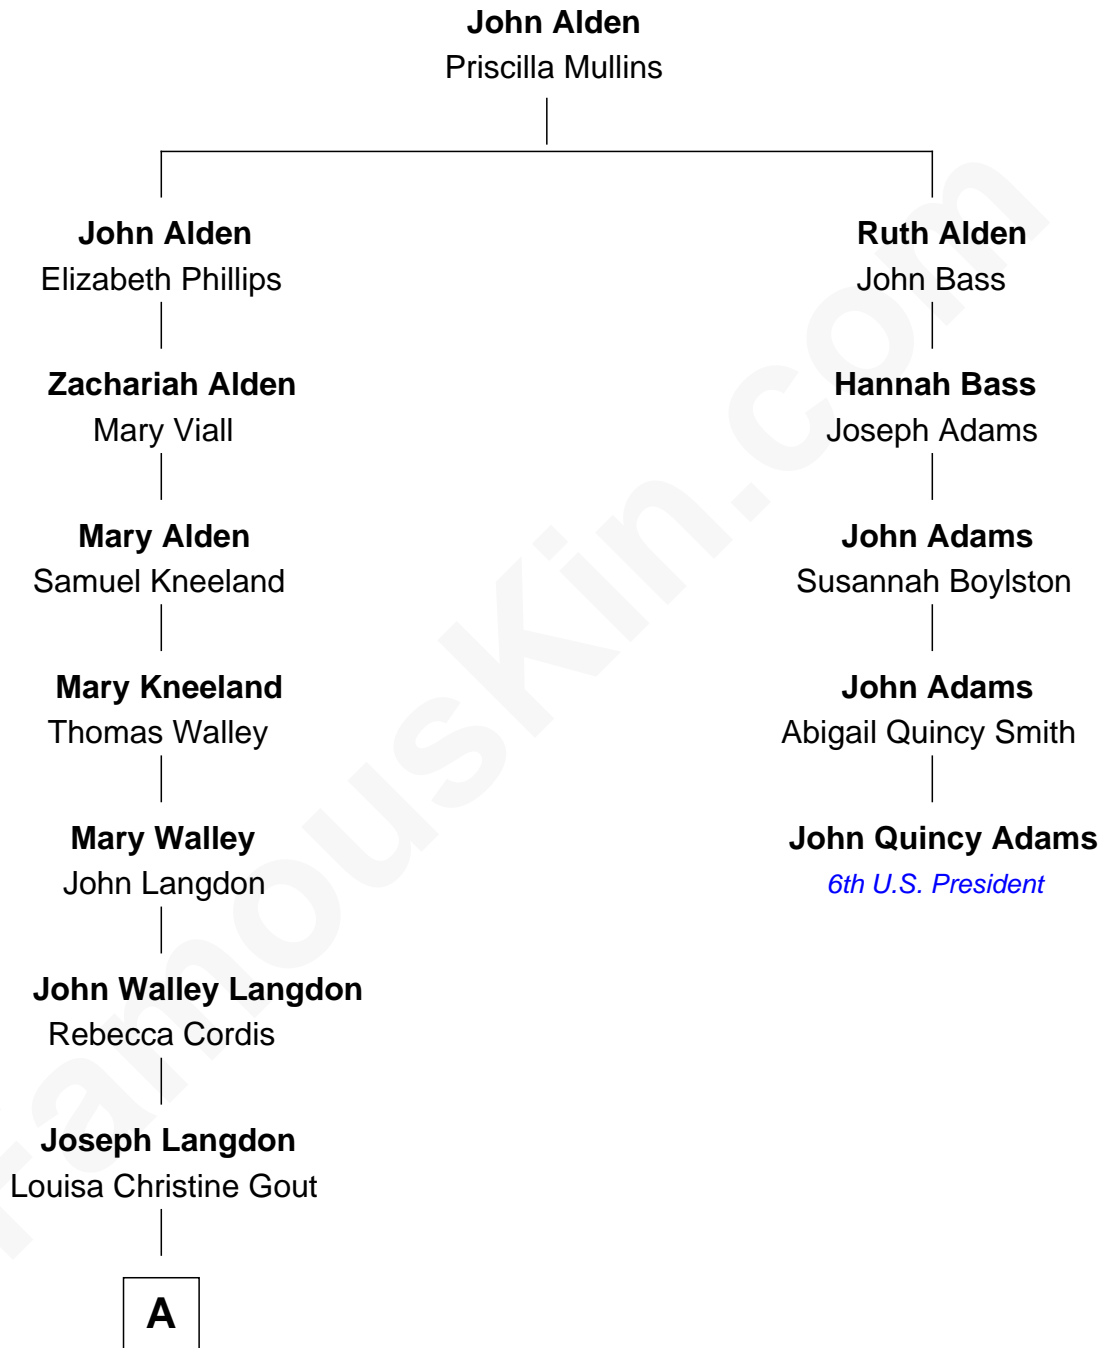 John Alden
Priscilla Mullins
John Alden
Elizabeth Phillips
Zachariah Alden
Mary Viall
Mary Alden
Samuel Kneeland
Mary Kneeland
Thomas Walley
Mary Walley
John Langdon
John Walley Langdon
Rebecca Cordis
Joseph Langdon
Louisa Christine Gout
A
Ruth Alden
John Bass
Hannah Bass
Joseph Adams
John Adams
Susannah Boylston
John Adams
Abigail Quincy Smith
John Quincy Adams
6th U.S. President
FamousKin.com